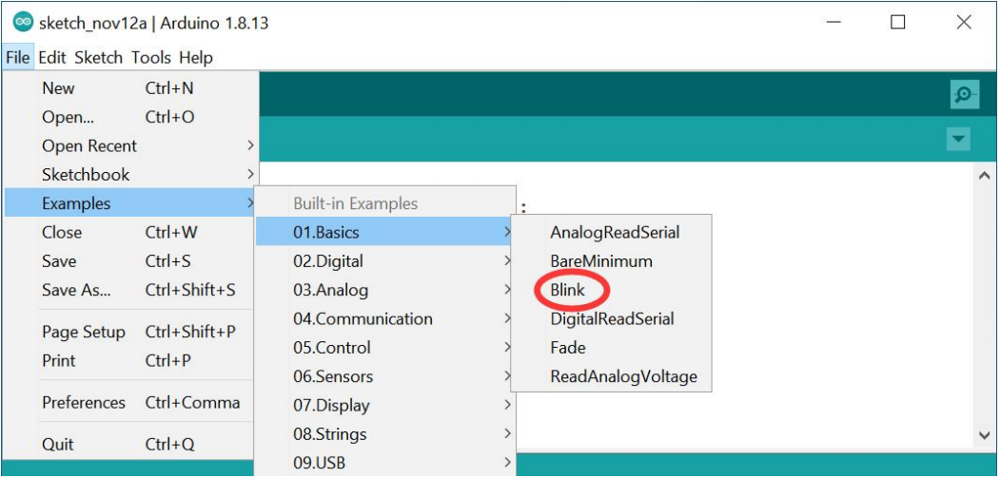 sketch_nov12a | Arduino 1.8.13
File Edit Sketch Tools Help
New Ctrl+N
Open... Ctrl+O
Open Recent
Sketchbook
Examples
Close Ctrl+W
Save Ctrl+S
Save As... Ctrl+Shift+S
Page Setup Ctrl+Shift+P
Print Ctrl+P
Preferences Ctrl+Comma
Quit Ctrl+Q
Built-in Examples
01.Basics
02.Digital
03.Analog
04.Communication
05.Control
06.Sensors
07.Display
08.Strings
09.USB
:
AnalogReadSerial
BareMinimum
Blink
DigitalReadSerial
Fade
ReadAnalogVoltage